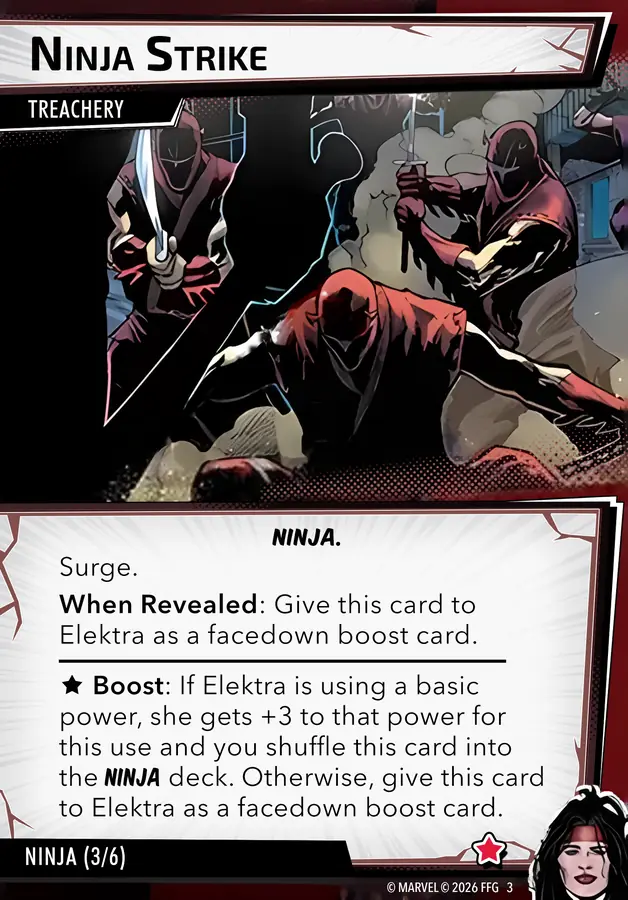 NINJA STRIKE
TREACHERY
NINJA.
Surge.
When Revealed: Give this card to
Elektra as a facedown boost card.
★ Boost: If Elektra is using a basic
power, she gets +3 to that power for
this use and you shuffle this card into
the NINJA deck. Otherwise, give this card
to Elektra as a facedown boost card.
NINJA (3/6)
© MARVEL © 2026 FFG 3